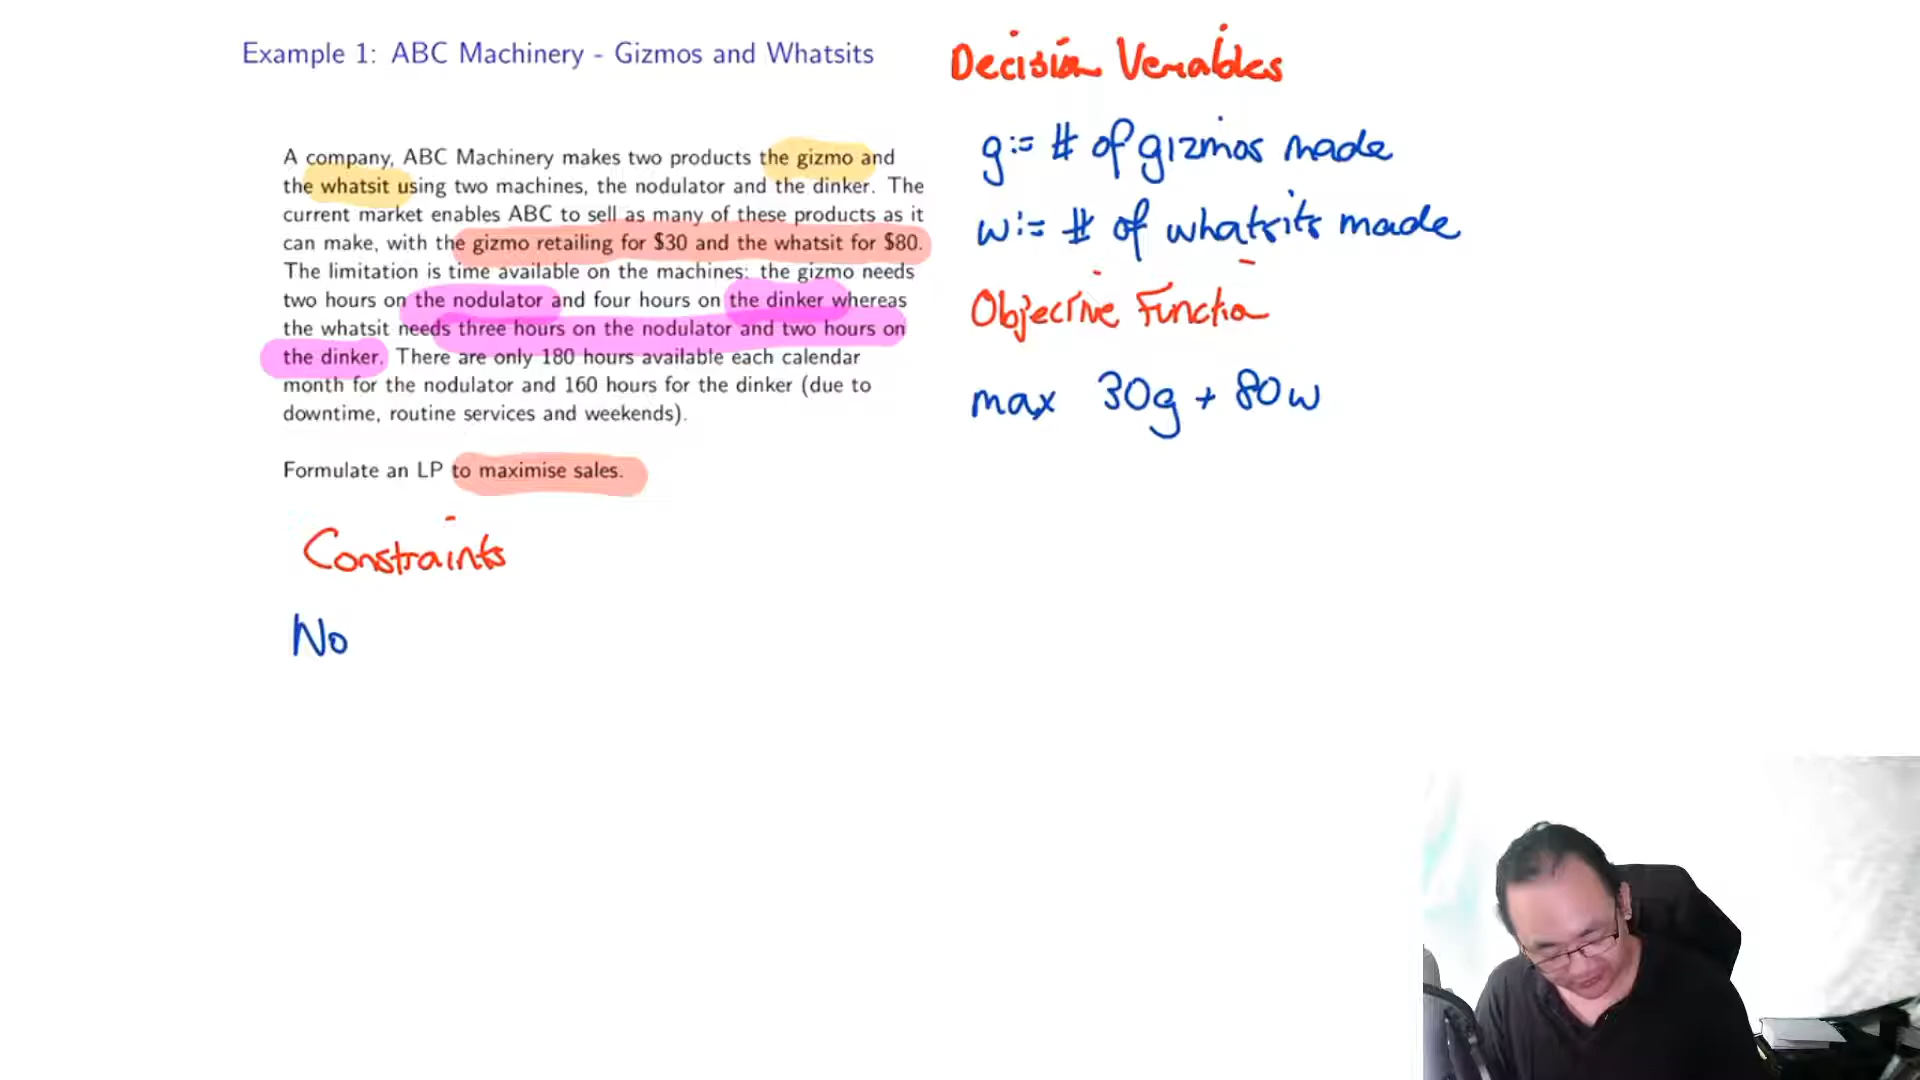 Example 1: ABC Machinery - Gizmos and Whatsits
A company, ABC Machinery makes two products the gizmo and
the whatsit using two machines, the nodulator and the dinker. The
current market enables ABC to sell as many of these products as it
can make, with the gizmo retailing for $30 and the whatsit for $80.
The limitation is time available on the machines: the gizmo needs
two hours on the nodulator and four hours on the dinker whereas
the whatsit needs three hours on the nodulator and two hours on
the dinker. There are only 180 hours available each calendar
month for the nodulator and 160 hours for the dinker (due to
downtime, routine services and weekends).
Formulate an LP to maximise sales.
Constraints
No
Decision Variables
g := # of gizmos made
w := # of whatsits made
Objective Function
max 30g + 80w